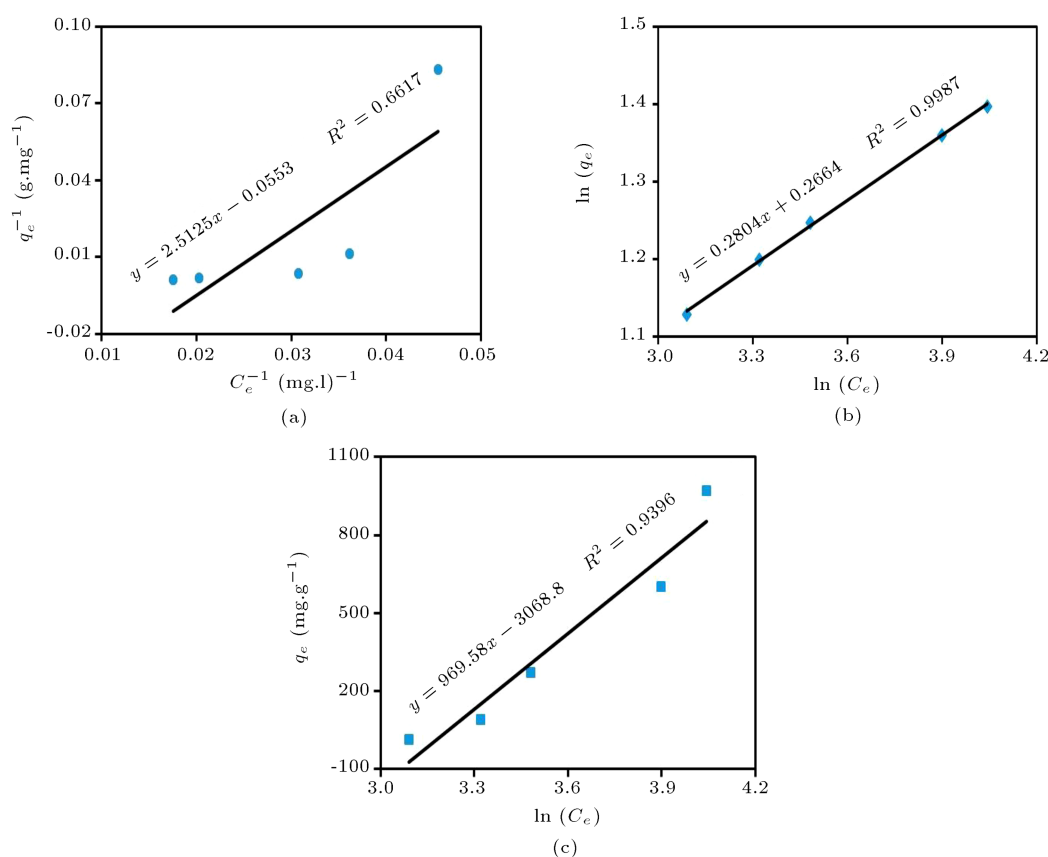 0.10
0.07
0.04
0.01
-0.02
q_e^{-1} (g.mg^{-1})
y = 2.5125x − 0.0553
R² = 0.6617
0.01 0.02 0.03 0.04 0.05
C_e^{-1} (mg.l)^{-1}
(a)
1.5
1.4
1.3
1.2
1.1
ln (q_e)
y = 0.2804x + 0.2664
R² = 0.9987
3.0 3.3 3.6 3.9 4.2
ln (C_e)
(b)
1100
800
500
200
-100
q_e (mg.g^{-1})
y = 969.58x − 3068.8
R² = 0.9396
3.0 3.3 3.6 3.9 4.2
ln (C_e)
(c)